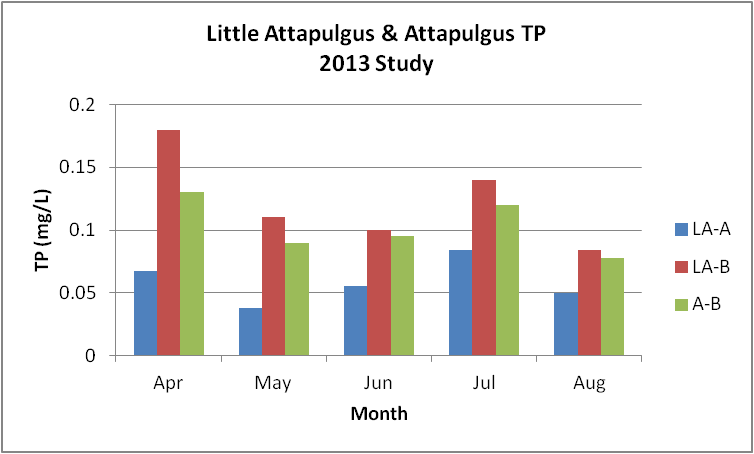 Little Attapulgus & Attapulgus TP
2013 Study
TP (mg/L)
0.2
0.15
0.1
0.05
0
Apr
May
Jun
Jul
Aug
Month
LA-A
LA-B
A-B